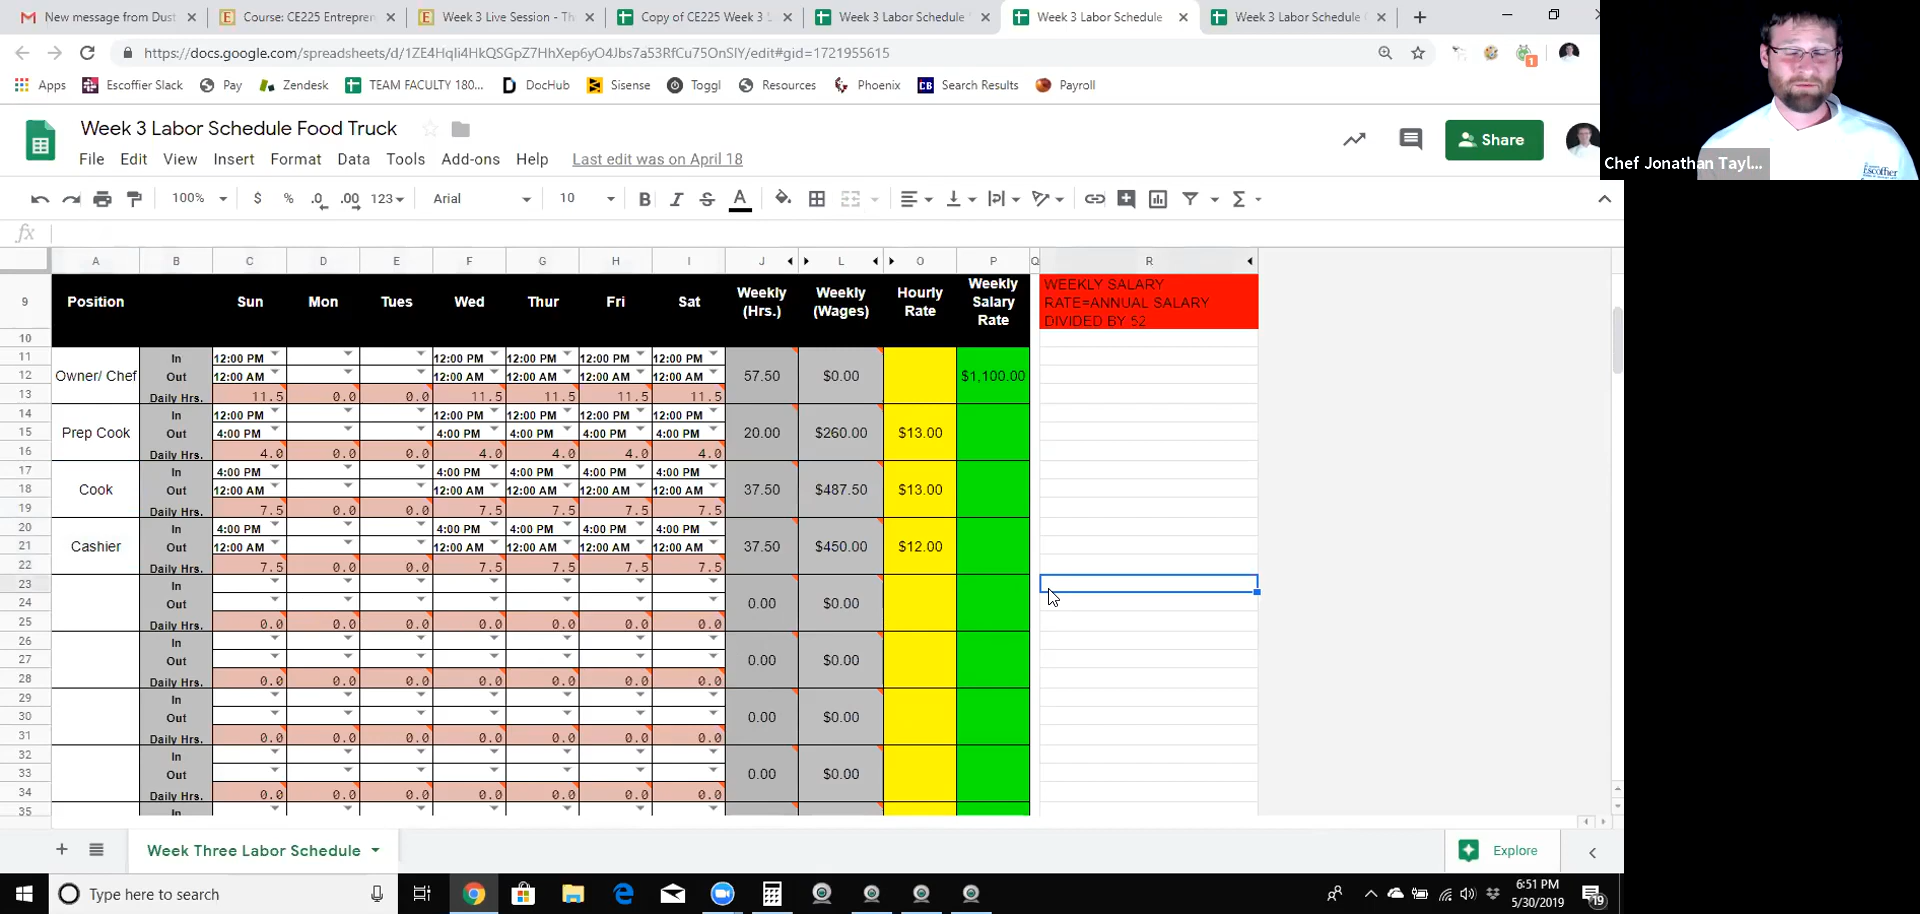 New message from Dust Course: CE225 Entrepren Week 3 Live Session - Th Copy of CE225 Week 3 Week 3 Labor Schedule Week 3 Labor Schedule Week 3 Labor Schedule
https://docs.google.com/spreadsheets/d/1ZE4Hqli4HkQSGpZ7HhXep6yO4Jbs7a53RfCu75OnSIY/edit#gid=1721955615
Apps Escoffier Slack Pay Zendesk TEAM FACULTY 180... DocHub Sisense Toggl Resources Phoenix Search Results Payroll
Week 3 Labor Schedule Food Truck
File Edit View Insert Format Data Tools Add-ons Help Last edit was on April 18
Share
Chef Jonathan Tayl...
Escoffier
100% $ % .0 .00 123 Arial 10 B I S A
fx
A B C D E F G H I J L O P Q R
9 Position Sun Mon Tues Wed Thur Fri Sat Weekly (Hrs.) Weekly (Wages) Hourly Rate Weekly Salary Rate
WEEKLY SALARY
RATE=ANNUAL SALARY
DIVIDED BY 52
10
11 In 12:00 PM 12:00 PM 12:00 PM 12:00 PM 12:00 PM
12 Owner/ Chef Out 12:00 AM 12:00 AM 12:00 AM 12:00 AM 12:00 AM 57.50 $0.00 $1,100.00
13 Daily Hrs. 11.5 0.0 0.0 11.5 11.5 11.5 11.5
14 In 12:00 PM 12:00 PM 12:00 PM 12:00 PM 12:00 PM
15 Prep Cook Out 4:00 PM 4:00 PM 4:00 PM 4:00 PM 4:00 PM 20.00 $260.00 $13.00
16 Daily Hrs. 4.0 0.0 0.0 4.0 4.0 4.0 4.0
17 In 4:00 PM 4:00 PM 4:00 PM 4:00 PM 4:00 PM
18 Cook Out 12:00 AM 12:00 AM 12:00 AM 12:00 AM 12:00 AM 37.50 $487.50 $13.00
19 Daily Hrs. 7.5 0.0 0.0 7.5 7.5 7.5 7.5
20 In 4:00 PM 4:00 PM 4:00 PM 4:00 PM 4:00 PM
21 Cashier Out 12:00 AM 12:00 AM 12:00 AM 12:00 AM 12:00 AM 37.50 $450.00 $12.00
22 Daily Hrs. 7.5 0.0 0.0 7.5 7.5 7.5 7.5
23 In
24 Out 0.00 $0.00
25 Daily Hrs. 0.0 0.0 0.0 0.0 0.0 0.0 0.0
26 In
27 Out 0.00 $0.00
28 Daily Hrs. 0.0 0.0 0.0 0.0 0.0 0.0 0.0
29 In
30 Out 0.00 $0.00
31 Daily Hrs. 0.0 0.0 0.0 0.0 0.0 0.0 0.0
32 In
33 Out 0.00 $0.00
34 Daily Hrs. 0.0 0.0 0.0 0.0 0.0 0.0 0.0
35 In
Week Three Labor Schedule Explore
Type here to search 6:51 PM
5/30/2019 19